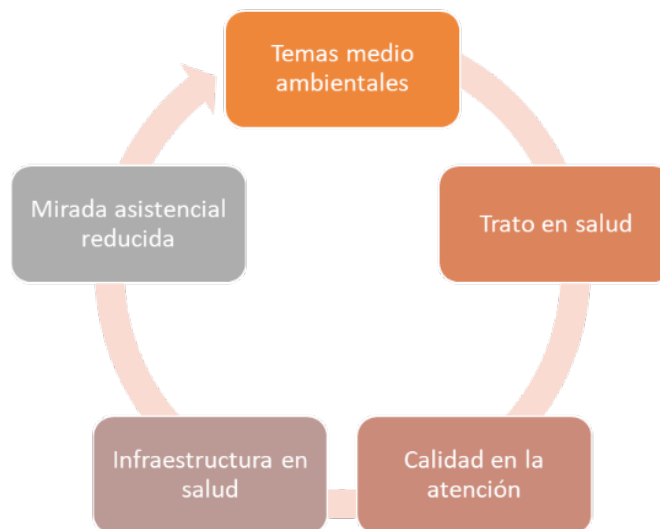 Temas medio
ambientales
Trato en salud
Calidad en la
atención
Infraestructura en
salud
Mirada asistencial
reducida